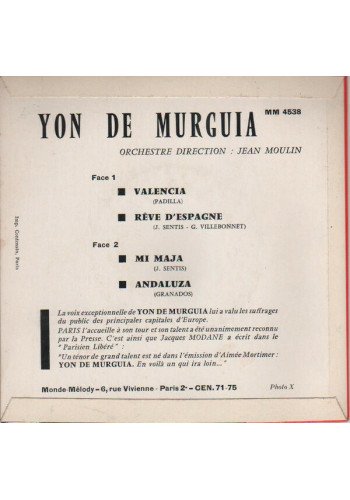 MM 4538
YON DE MURGUIA
ORCHESTRE DIRECTION : JEAN MOULIN
Face 1
VALENCIA
(PADILLA)
RÊVE D'ESPAGNE
(J. SENTIS - G. VILLEBONNET)
Face 2
MI MAJA
(J. SENTIS)
ANDALUZA
(GRANADOS)
La voix exceptionnelle de YON DE MURGUIA lui a valu les suffrages
du public des principales capitales d'Europe.
PARIS l'accueille à son tour et son talent a été unanimement reconnu
par la Presse. C'est ainsi que Jacques MODANE a écrit dans le
"Parisien Libéré" :
"Un ténor de grand talent est né dans l'émission d'Aimée Mortimer :
YON DE MURGUIA. En voilà un qui ira loin..."
Monde-Mélody - 6, rue Vivienne - Paris 2e - CEN. 71-75
Photo X
Imp. Paris